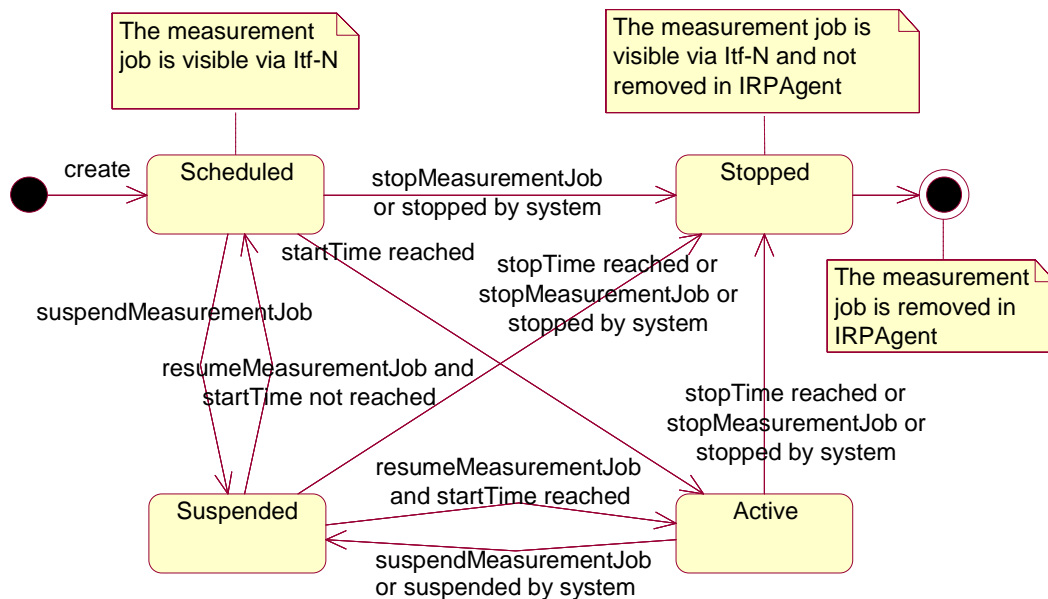 The measurement
job is visible via Itf-N
The measurement job is
visible via Itf-N and not
removed in IRPAgent
create
Scheduled
stopMeasurementJob
or stopped by system
Stopped
startTime reached
stopTime reached or
stopMeasurementJob or
stopped by system
The measurement
job is removed in
IRPAgent
suspendMeasurementJob
resumeMeasurementJob and
startTime not reached
stopTime reached or
stopMeasurementJob or
stopped by system
resumeMeasurementJob
and startTime reached
Suspended
Active
suspendMeasurementJob
or suspended by system